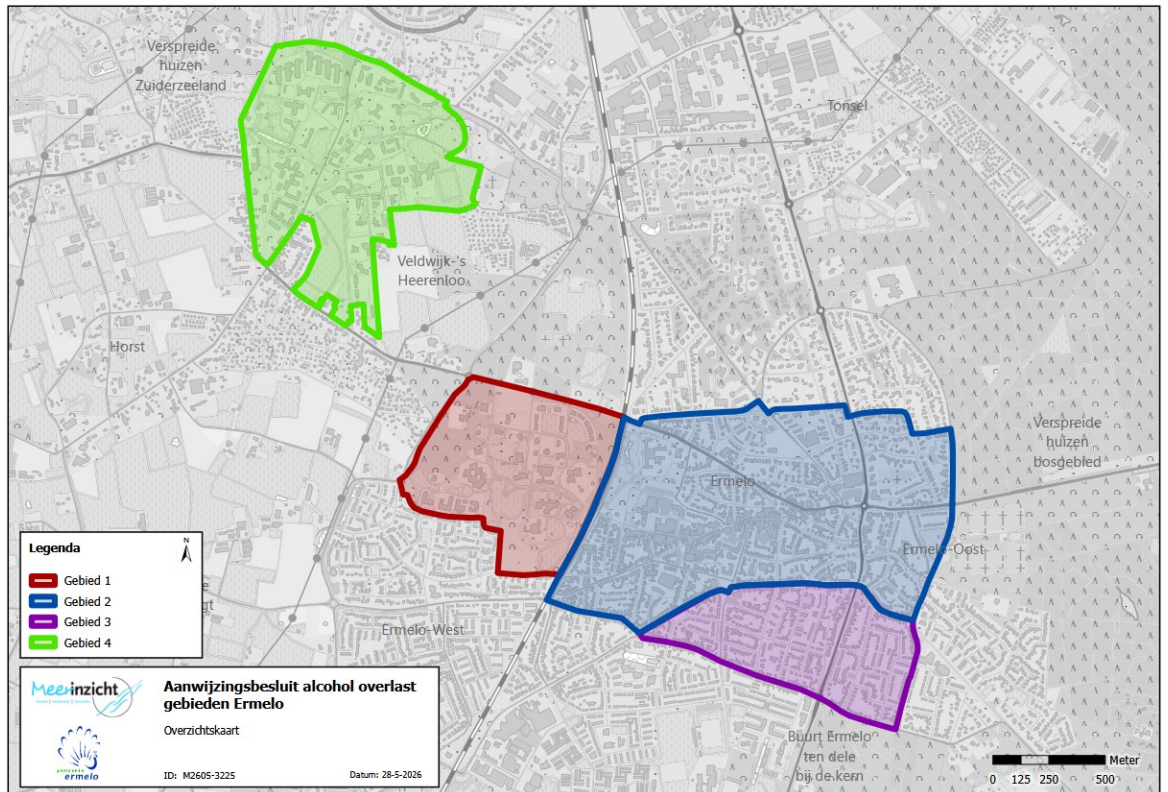 Verspreide
huizen
Zuiderzeeland
Tonsel
Veldwijk-'s
Heerenloo
Horst
Verspreide
huizen
bosgebied
Ermelo
Ermelo-Oost
Ermelo-West
Buurt Ermelo
ten dele
bij de kern
Legenda
N
Gebied 1
Gebied 2
Gebied 3
Gebied 4
Meerinzicht
Aanwijzingsbesluit alcohol overlast
gebieden Ermelo
Overzichtskaart
gemeente
ermelo
ID: M2605-3225
Datum: 28-5-2026
Meter
0 125 250 500